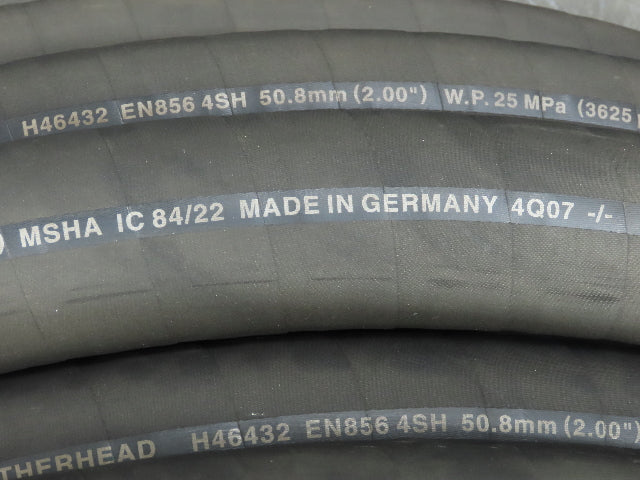 H46432 EN856 4SH 50.8mm (2.00") W.P. 25 MPa (3625
MSHA IC 84/22 MADE IN GERMANY 4Q07 -/-
THERHEAD H46432 EN856 4SH 50.8mm (2.00")